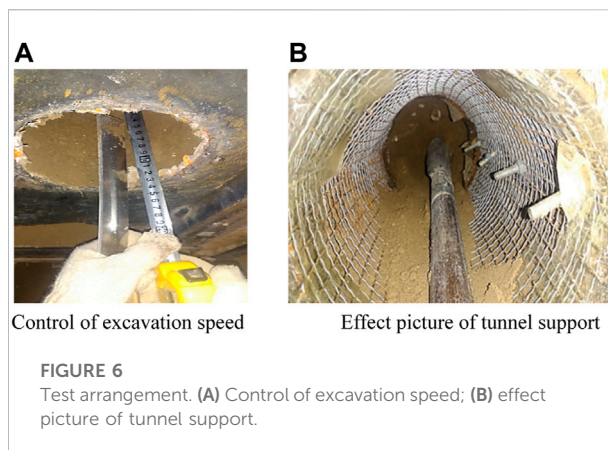 A
B
Control of excavation speed
Effect picture of tunnel support
FIGURE 6
Test arrangement. (A) Control of excavation speed; (B) effect
picture of tunnel support.